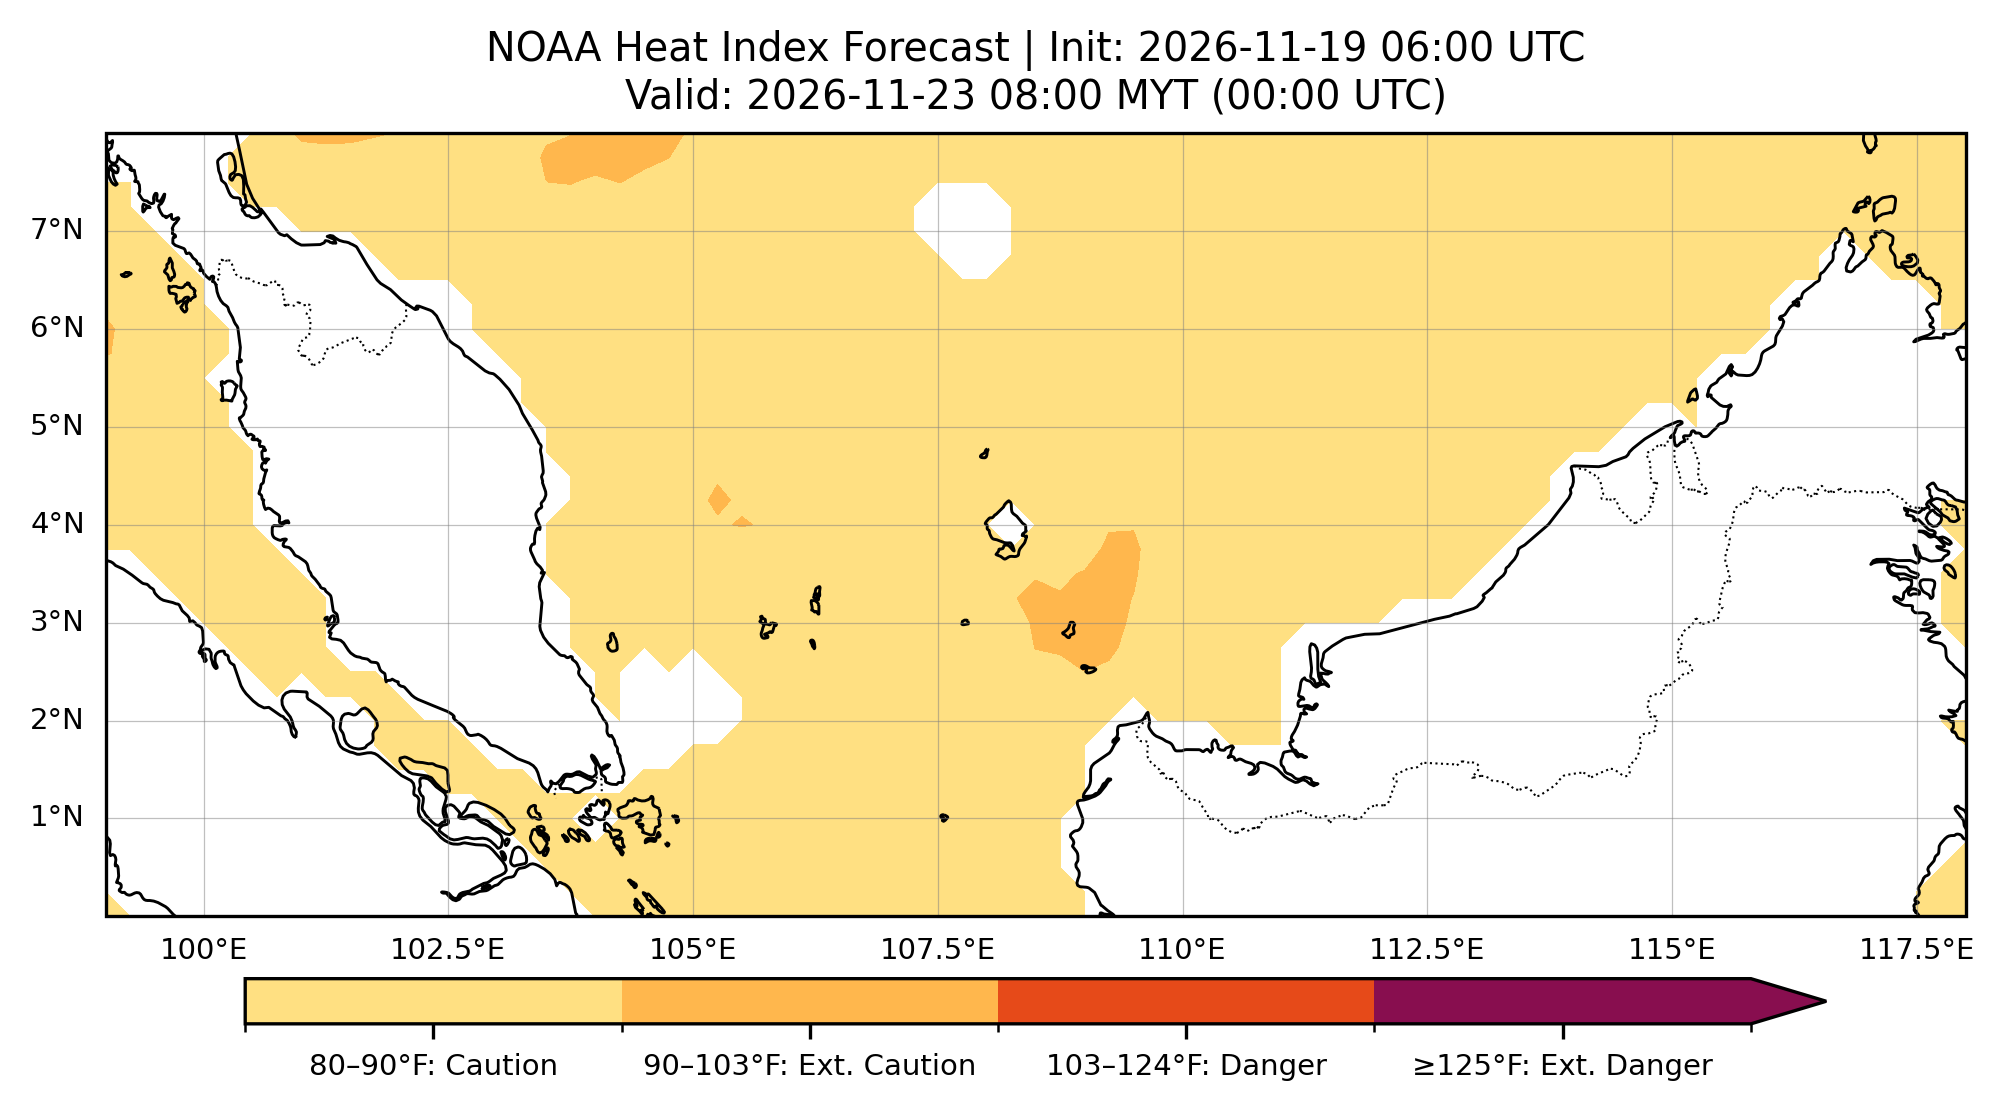 NOAA Heat Index Forecast | Init: 2026-11-19 06:00 UTC
Valid: 2026-11-23 08:00 MYT (00:00 UTC)
7°N
6°N
5°N
4°N
3°N
2°N
1°N
100°E 102.5°E 105°E 107.5°E 110°E 112.5°E 115°E 117.5°E
80–90°F: Caution 90–103°F: Ext. Caution 103–124°F: Danger ≥125°F: Ext. Danger